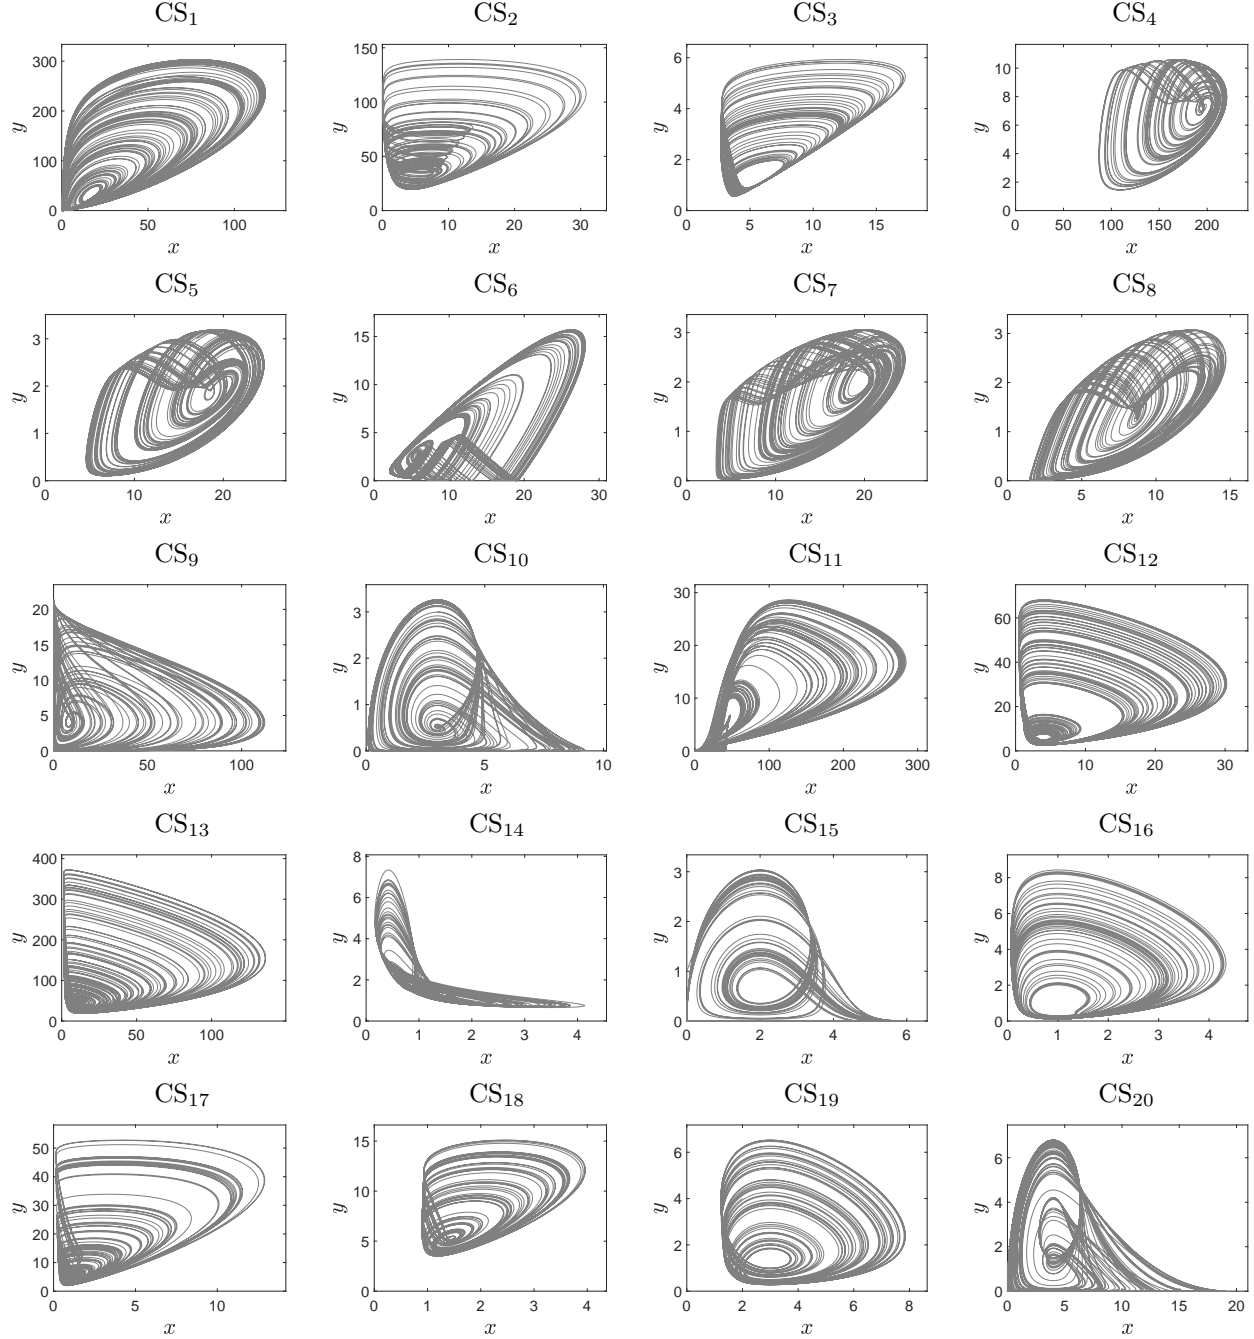 CS₁ CS₂ CS₃ CS₄
300 200 100 0 y 0 50 100 x
150 100 50 0 y 0 10 20 30 x
6 4 2 0 y 5 10 15 x
10 8 6 4 2 0 y 0 50 100 150 200 x
CS₅ CS₆ CS₇ CS₈
3 2 1 0 y 0 10 20 x
15 10 5 0 y 0 10 20 30 x
3 2 1 0 y 5 10 15 20 x
3 2 1 0 y 0 5 10 15 x
CS₉ CS₁₀ CS₁₁ CS₁₂
20 15 10 5 0 y 0 50 100 x
3 2 1 0 y 0 5 10 x
30 20 10 0 y 0 100 200 300 x
60 40 20 0 y 0 10 20 30 x
CS₁₃ CS₁₄ CS₁₅ CS₁₆
400 300 200 100 0 y 0 50 100 x
8 6 4 2 0 y 0 1 2 3 4 x
3 2 1 0 y 0 2 4 6 x
8 6 4 2 0 y 0 1 2 3 4 x
CS₁₇ CS₁₈ CS₁₉ CS₂₀
50 40 30 20 10 0 y 0 5 10 x
15 10 5 0 y 0 1 2 3 4 x
6 4 2 0 y 0 2 4 6 8 x
6 4 2 0 y 0 5 10 15 20 x